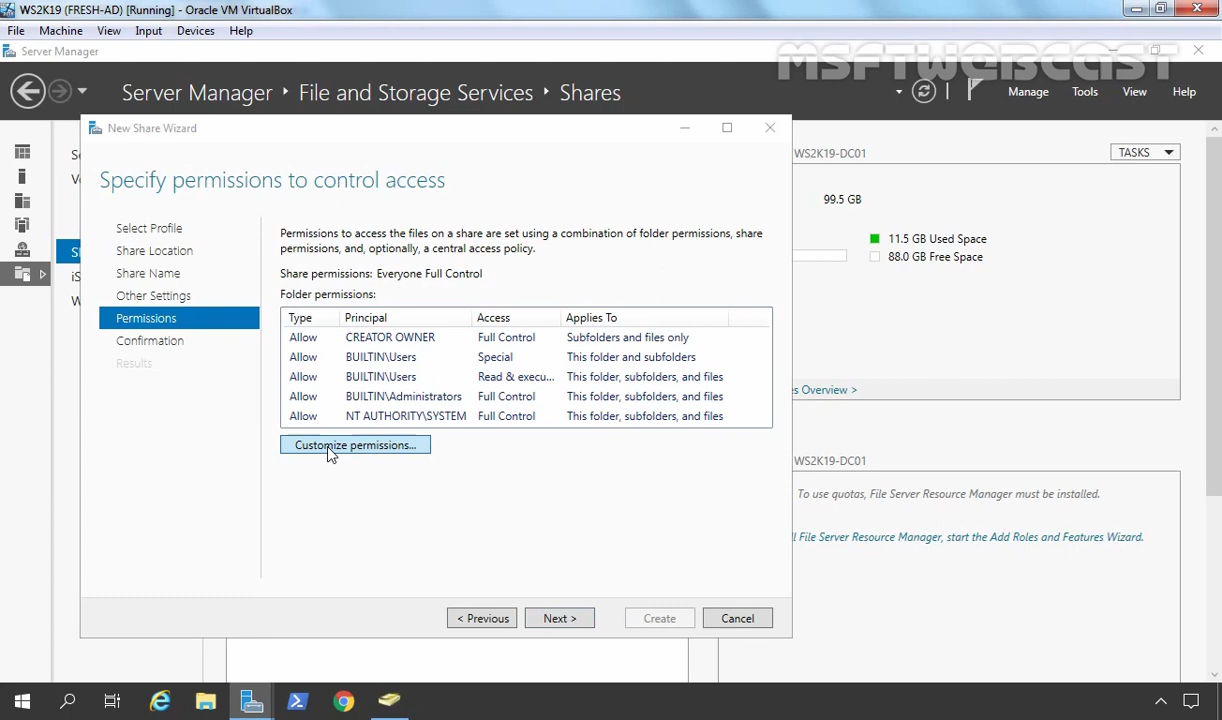 WS2K19 (FRESH-AD) [Running] - Oracle VM VirtualBox
File Machine View Input Devices Help
Server Manager
MSFTWEBCAST
Server Manager ‣ File and Storage Services ‣ Shares
Manage Tools View Help
New Share Wizard
WS2K19-DC01
TASKS
Specify permissions to control access
99.5 GB
11.5 GB Used Space
88.0 GB Free Space
Select Profile
Share Location
Share Name
Other Settings
Permissions
Confirmation
Results
Permissions to access the files on a share are set using a combination of folder permissions, share
permissions, and, optionally, a central access policy.
Share permissions: Everyone Full Control
Folder permissions:
Type Principal Access Applies To
Allow CREATOR OWNER Full Control Subfolders and files only
Allow BUILTIN\Users Special This folder and subfolders
Allow BUILTIN\Users Read & execu... This folder, subfolders, and files
Allow BUILTIN\Administrators Full Control This folder, subfolders, and files
Allow NT AUTHORITY\SYSTEM Full Control This folder, subfolders, and files
Customize permissions...
es Overview >
WS2K19-DC01
To use quotas, File Server Resource Manager must be installed.
l File Server Resource Manager, start the Add Roles and Features Wizard.
< Previous Next > Create Cancel